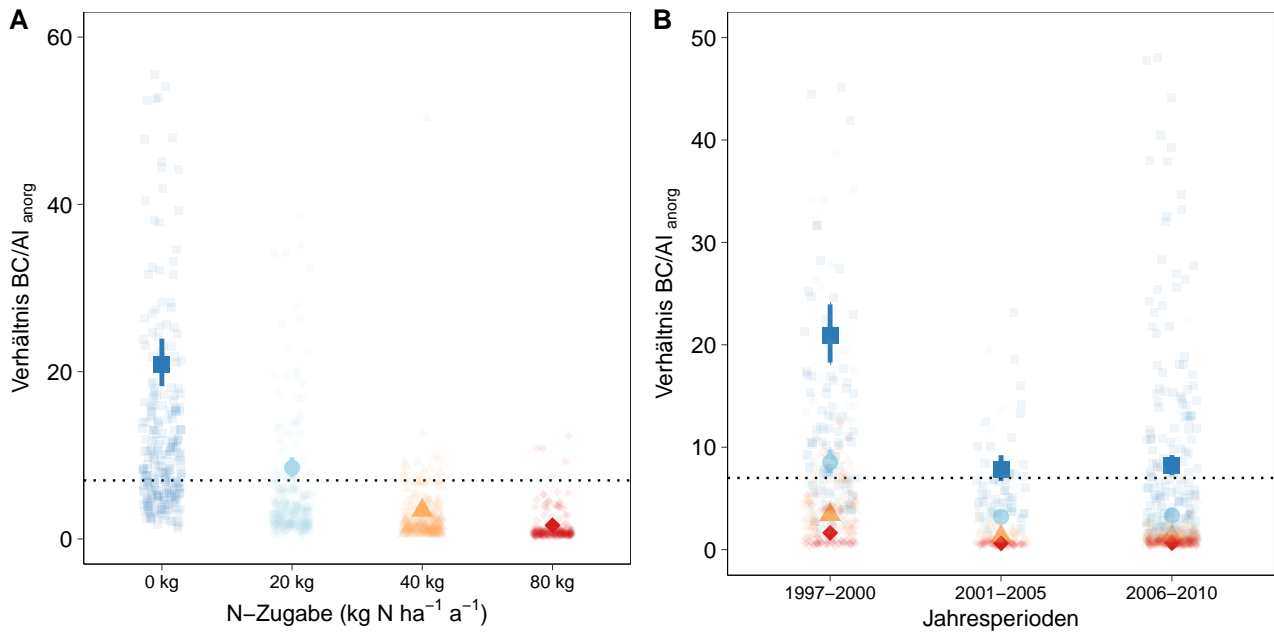 A
Verhältnis BC/Al anorg
60
40
20
0
0 kg
20 kg
40 kg
80 kg
N−Zugabe (kg N ha−1 a−1)
B
Verhältnis BC/Al anorg
50
40
30
20
10
0
1997−2000
2001−2005
2006−2010
Jahresperioden